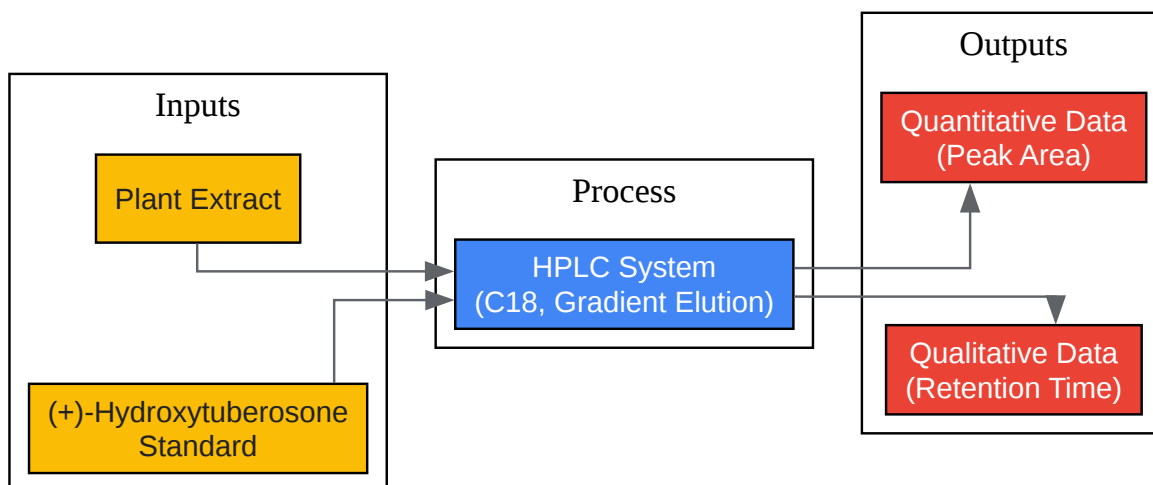 Inputs
Plant Extract
(+)-Hydroxytuberosone
Standard
Process
HPLC System
(C18, Gradient Elution)
Outputs
Quantitative Data
(Peak Area)
Qualitative Data
(Retention Time)